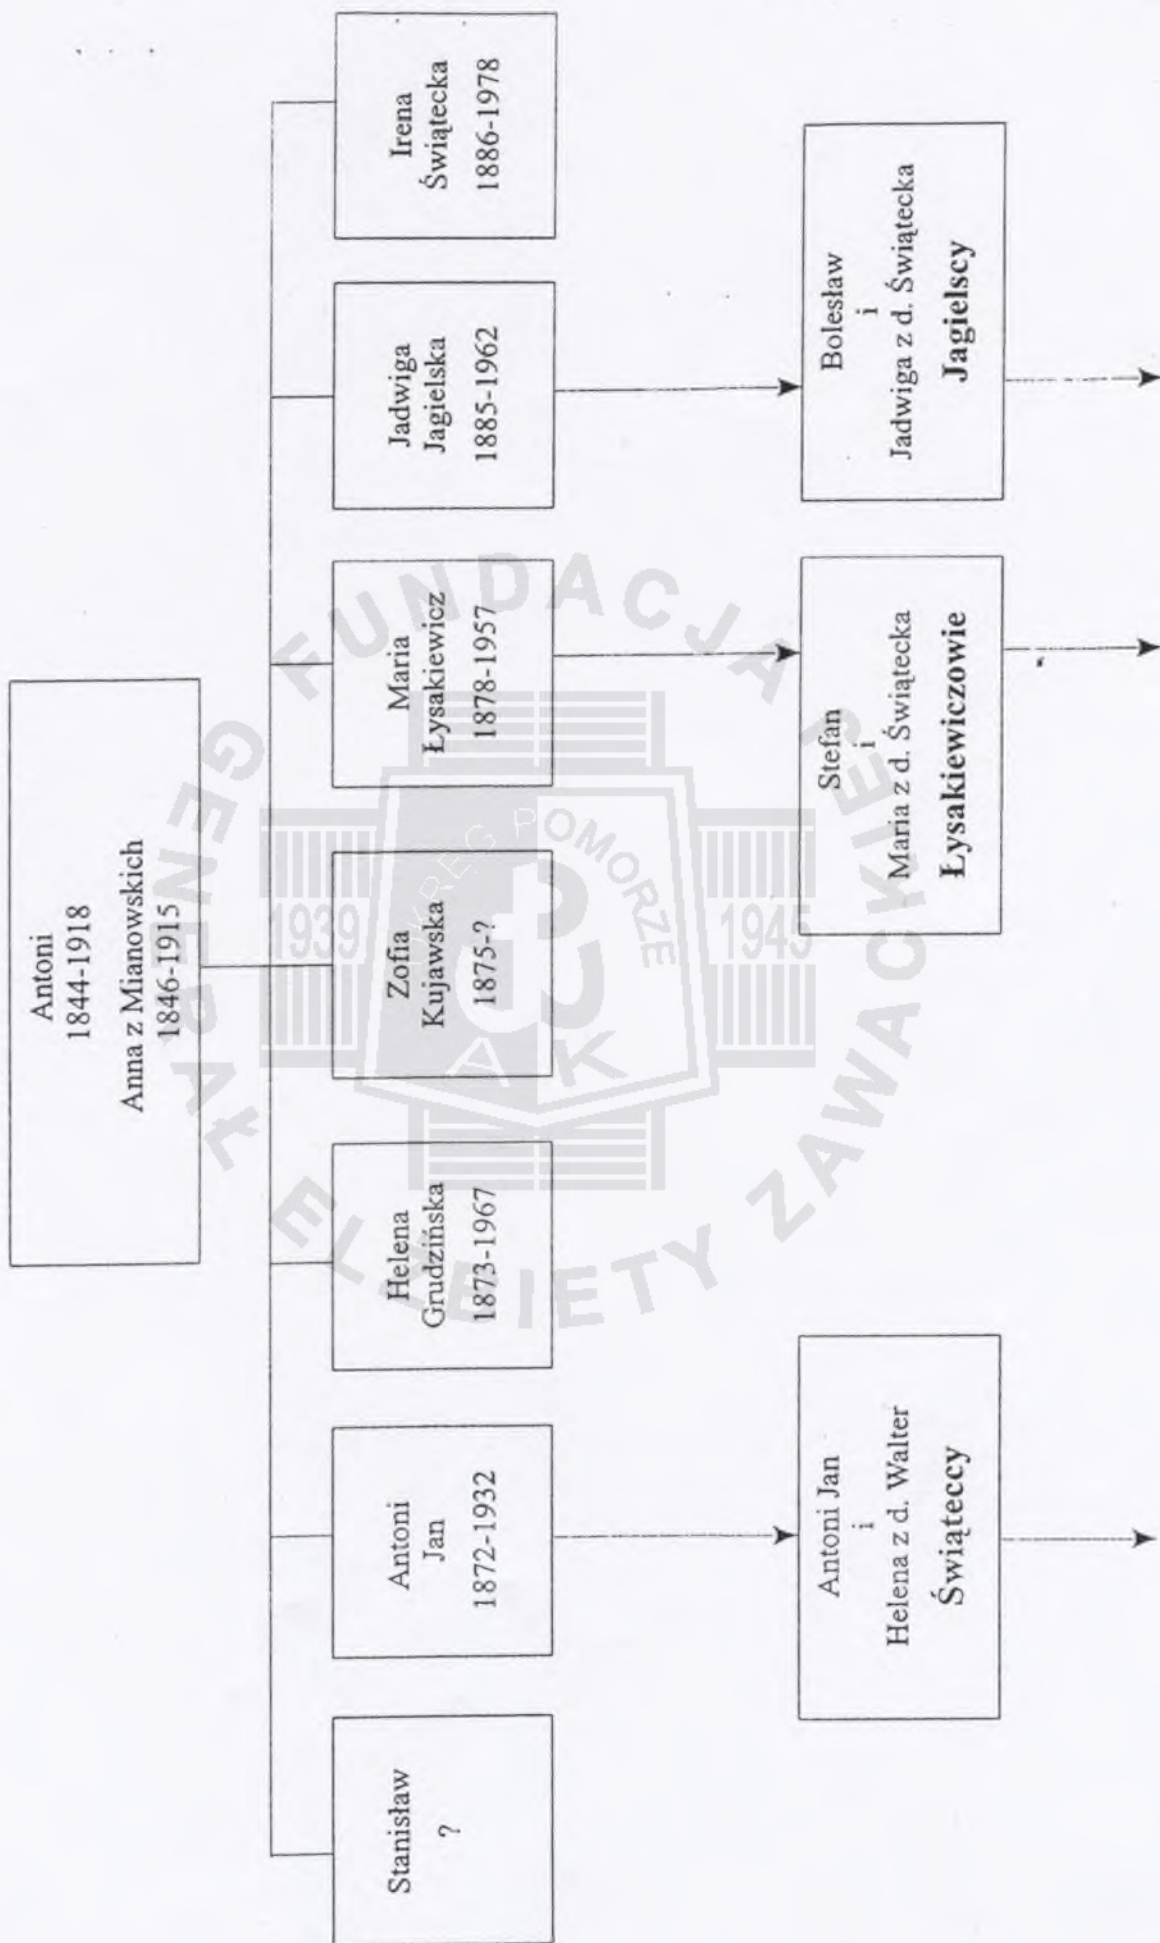 Antoni
1844-1918
Anna z Mianowskich
1846-1915
Stanisław
?
Antoni
Jan
1872-1932
Helena
Grudzińska
1873-1967
Zofia
Kujawska
1875-?
Maria
Łysakiewicz
1878-1957
Jadwiga
Jagielska
1885-1962
Irena
Świątecka
1886-1978
Antoni Jan
i
Helena z d. Walter
Święteccy
Stefan
i
Maria z d. Świątecka
Łysakiewiczowie
Bolesław
i
Jadwiga z d. Świątecka
Jagielscy
FUNDACJA GENERAŁ ELŻBIETY ZAWACKIEJ
OKRĘG POMORZE
1939
1945
AK